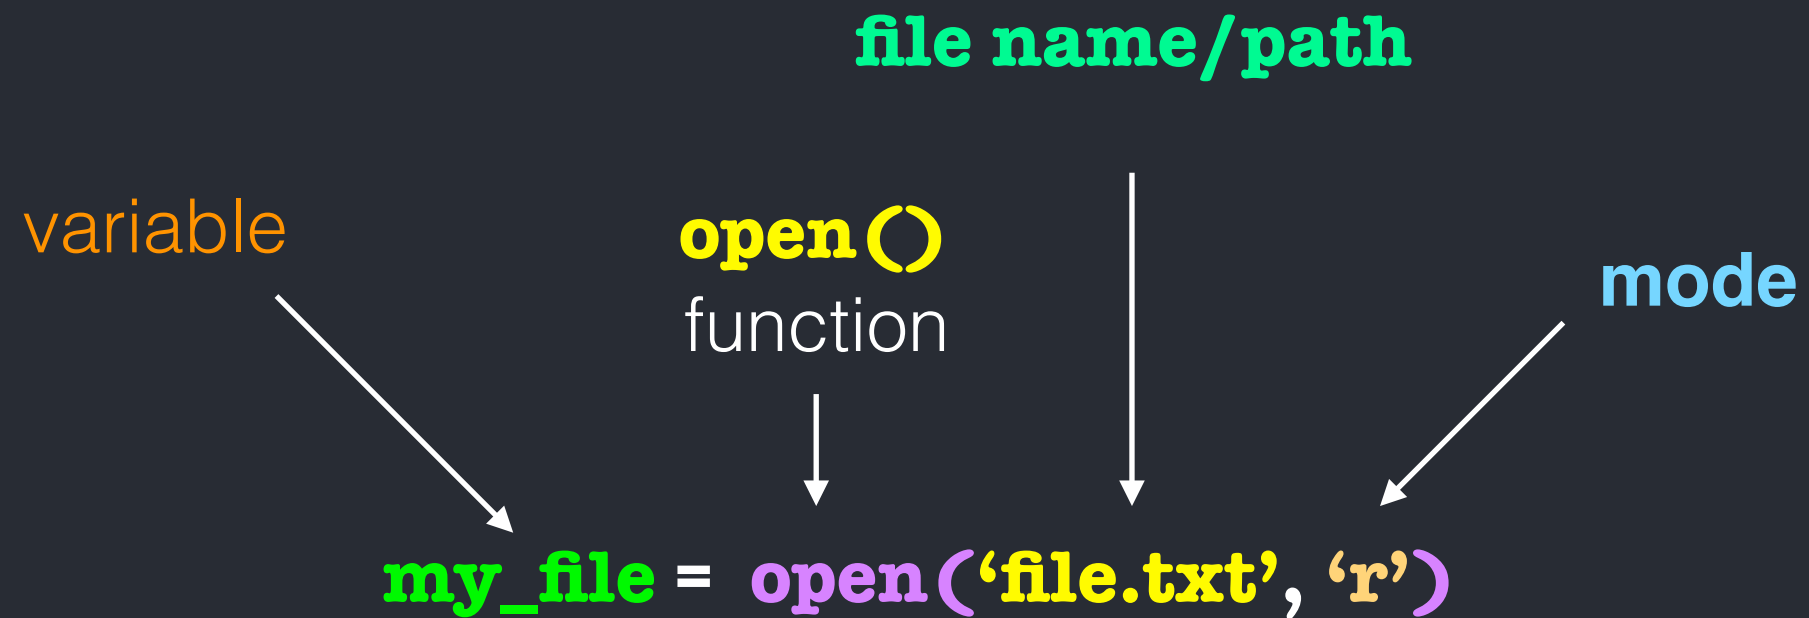 file name/path
variable
open()
function
mode
my_file = open(‘file.txt’, ‘r’)